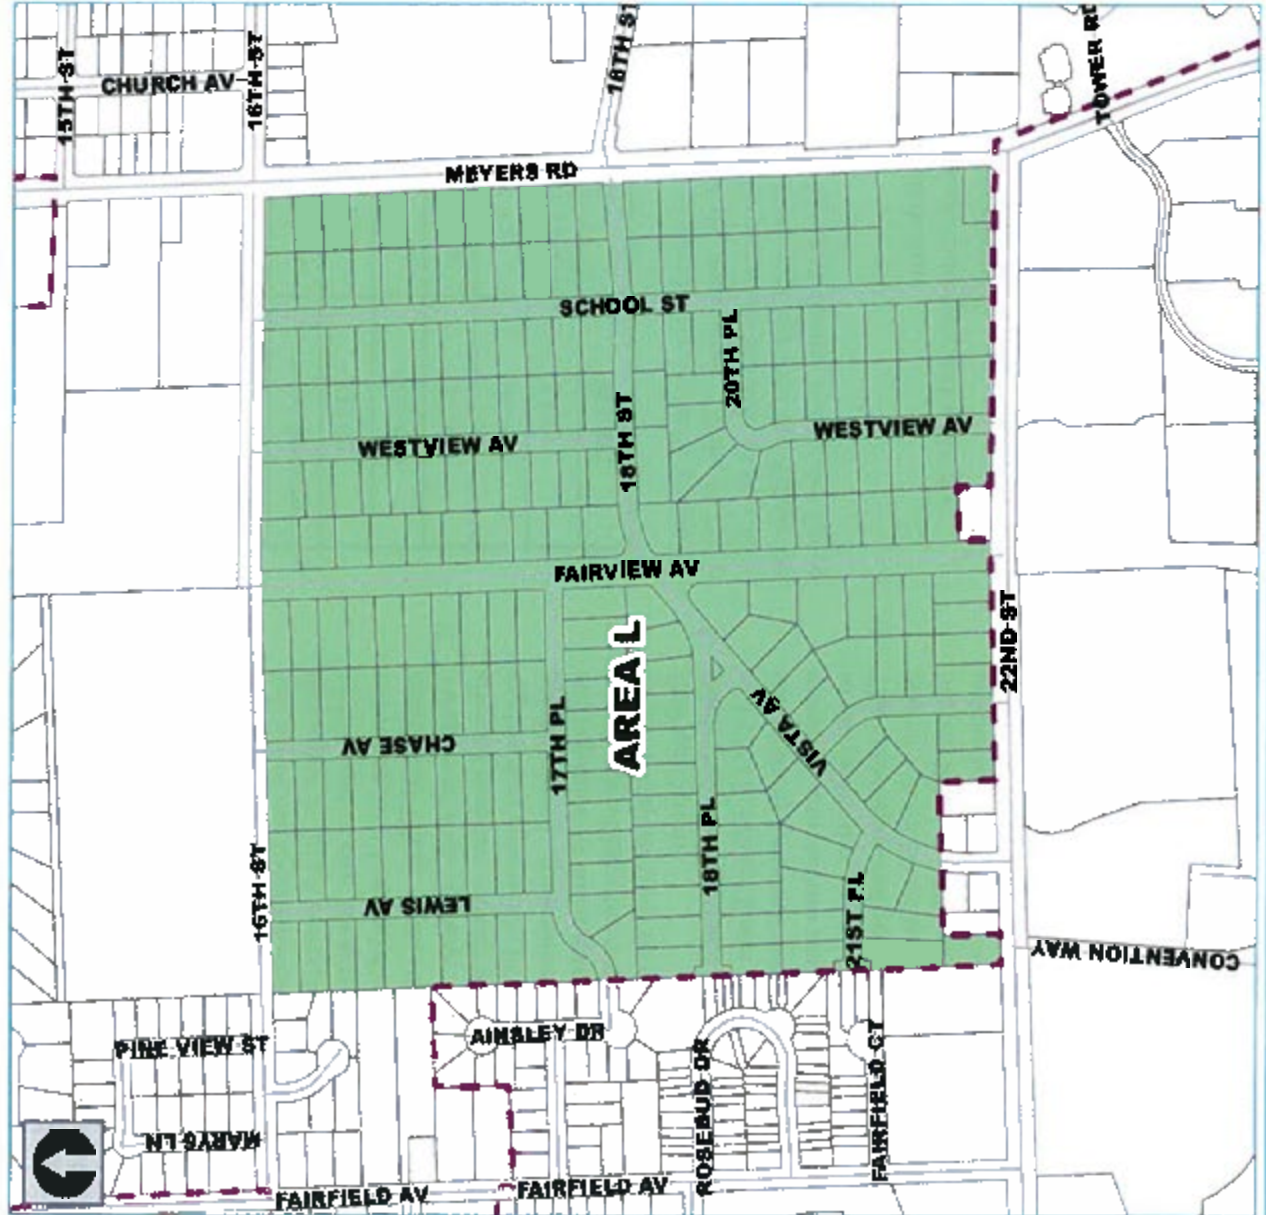 15TH ST
CHURCH AV
16TH ST
18TH ST
TOWER RD
MEYERS RD
SCHOOL ST
20TH PL
18TH ST
WESTVIEW AV
WESTVIEW AV
FAIRVIEW AV
22ND ST
AREA L
17TH PL
VISTA AV
CHASE AV
18TH PL
16TH ST
LEWIS AV
21ST PL
CONVENTION WAY
PINE VIEW ST
AINSLEY DR
ROSEBUD DR
FAIRFIELD CT
MARYS LN
FAIRFIELD AV
FAIRFIELD AV